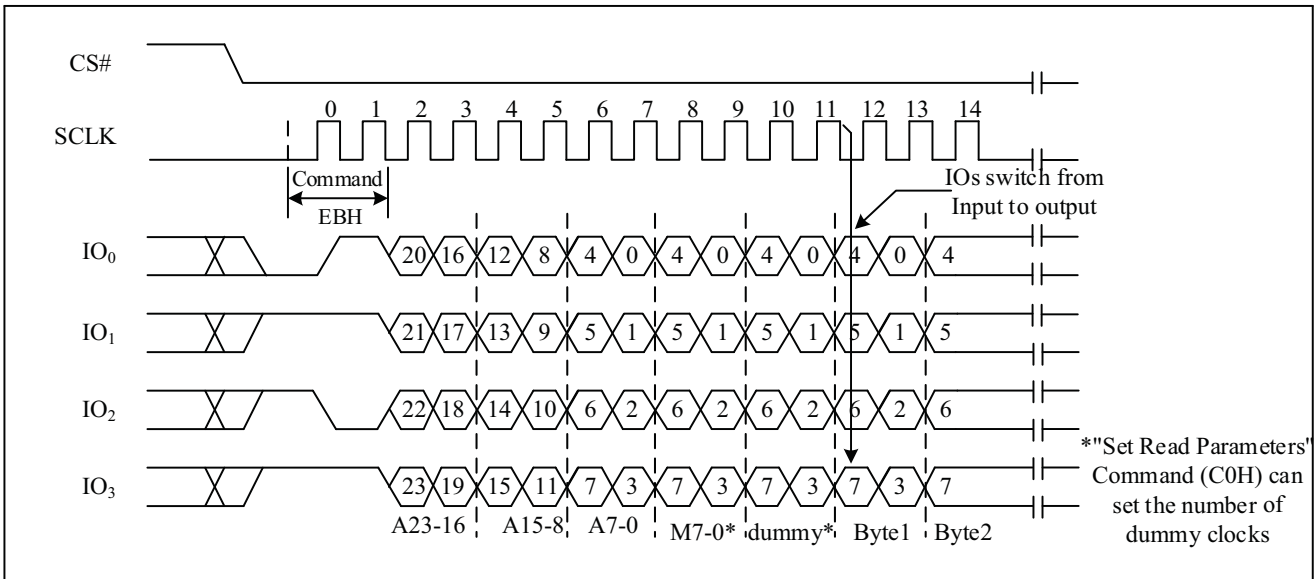 CS#
0 1 2 3 4 5 6 7 8 9 10 11 12 13 14
SCLK
Command
EBH
IOs switch from
Input to output
IO0 20 16 12 8 4 0 4 0 4 0 4 0 4
IO1 21 17 13 9 5 1 5 1 5 1 5 1 5
IO2 22 18 14 10 6 2 6 2 6 2 6 2 6
IO3 23 19 15 11 7 3 7 3 7 3 7 3 7
A23-16 A15-8 A7-0 M7-0* dummy* Byte1 Byte2
*"Set Read Parameters"
Command (C0H) can
set the number of
dummy clocks